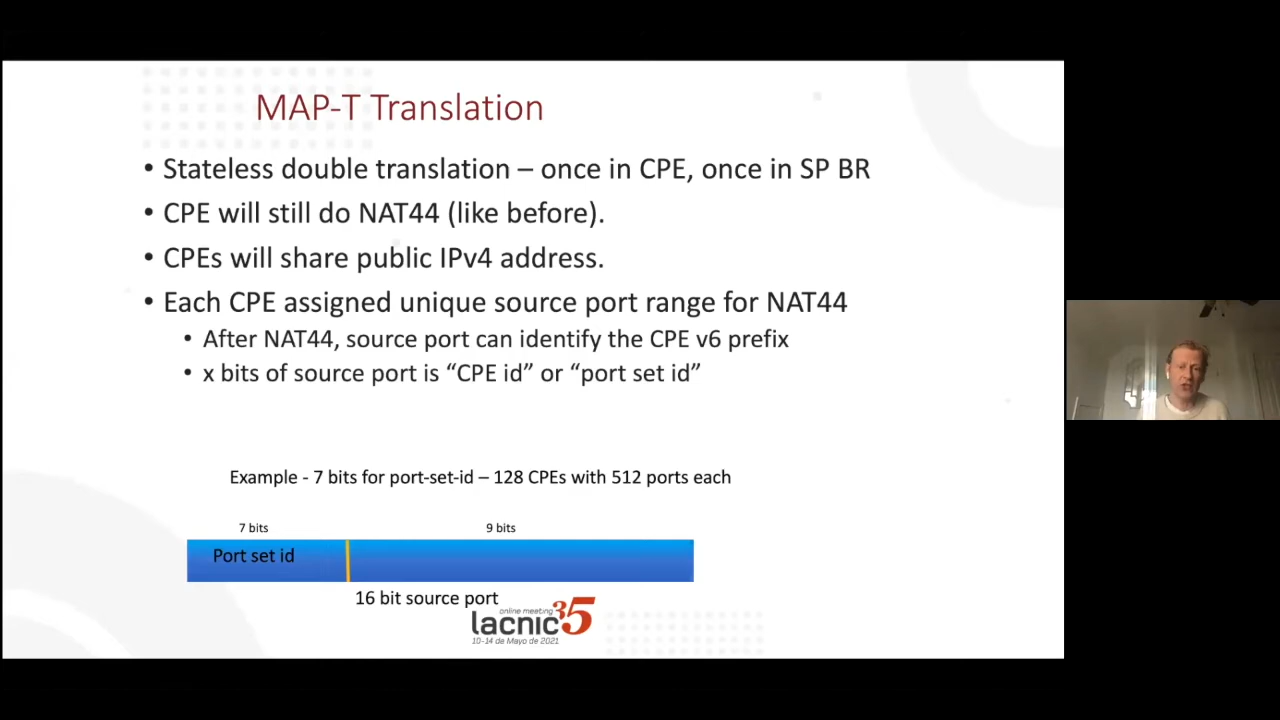 MAP-T Translation
• Stateless double translation – once in CPE, once in SP BR
• CPE will still do NAT44 (like before).
• CPEs will share public IPv4 address.
• Each CPE assigned unique source port range for NAT44
• After NAT44, source port can identify the CPE v6 prefix
• x bits of source port is “CPE id” or “port set id”
Example - 7 bits for port-set-id – 128 CPEs with 512 ports each
7 bits
9 bits
Port set id
16 bit source port
online meeting
lacnic35
10-14 de Mayo de 2021